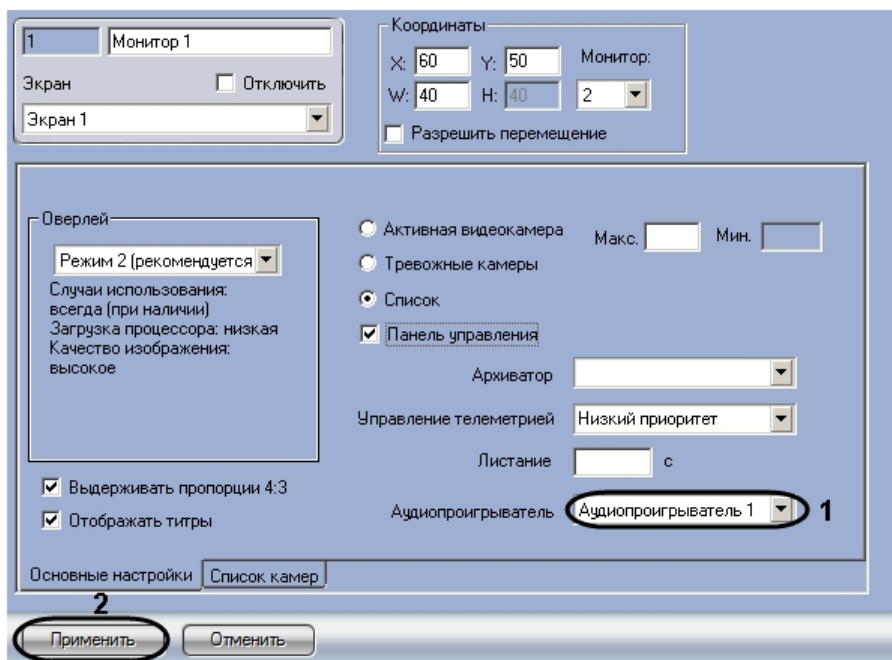 1 Монитор 1
Экран Отключить
Экран 1
Координаты
X: 60 Y: 50 Монитор:
W: 40 H: 40 2
Разрешить перемещение
Оверлей
Режим 2 (рекомендуется
Случаи использования:
всегда (при наличии)
Загрузка процессора: низкая
Качество изображения:
высокое
Выдерживать пропорции 4:3
Отображать титры
Активная видеокамера Макс. Мин.
Тревожные камеры
Список
Панель управления
Архиватор
Управление телеметрией Низкий приоритет
Листание с
Аудиопроигрыватель Аудиопроигрыватель 1 1
Основные настройки Список камер
2
Применить Отменить